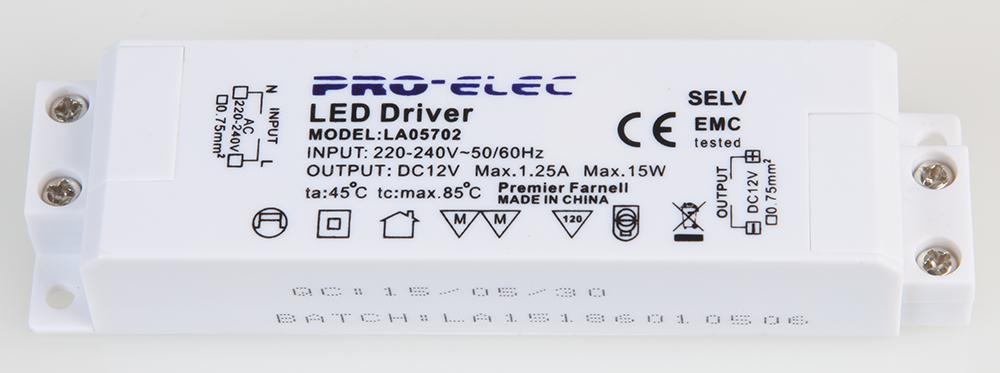 PRO-ELEC
LED Driver
MODEL:LA05702
INPUT: 220-240V~50/60Hz
OUTPUT: DC12V Max.1.25A Max.15W
ta:45°C tc:max.85°C
Premier Farnell
MADE IN CHINA
M M 120
CE
SELV
EMC
tested
N INPUT L
AC
220-240V
0.75mm²
OUTPUT
DC12V
0.75mm²
QC:15/05/30
BATCH:LA15186010506